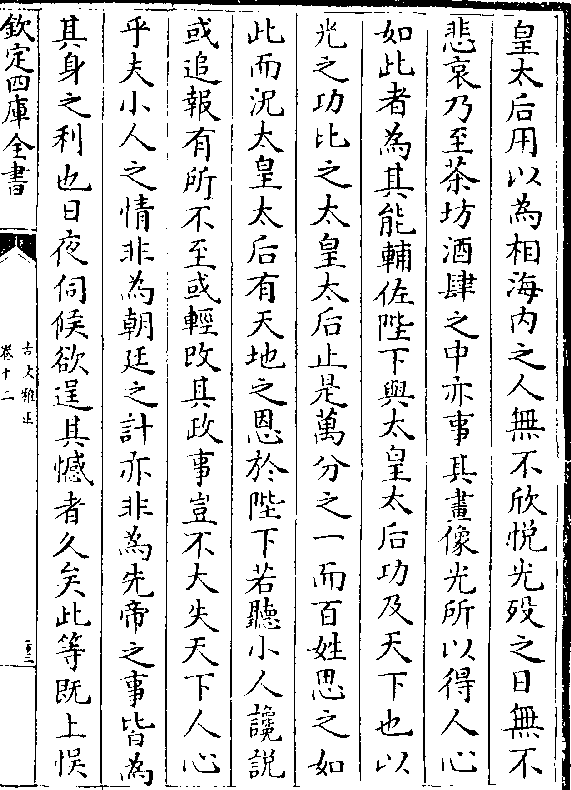 皇太后用以為相海内之人無不欣悦光殁之日無不
悲哀乃至茶坊酒肆之中亦事其畫像光所以得人心
如此者為其能輔佐陛下與太皇太后功及天下也以
光之功比之太皇太后止是萬分之一而百姓思之如
此而況太皇太后有天地之恩於陛下若聽小人讒説
或追報有所不至或輕改其政事豈不大失天下人心
乎夫小人之情非為朝廷之計亦非為先帝之事皆為
其身之利也日夜伺候欲逞其憾者久矣此等既上悮
欽定四庫全書
古文雅正
卷十二